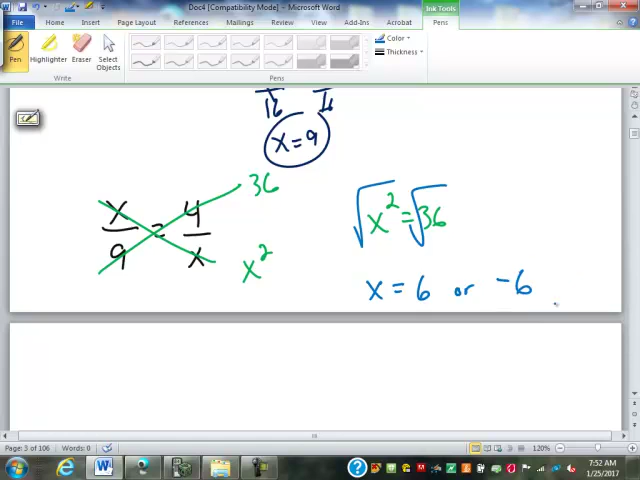 Doc4 [Compatibility Mode] - Microsoft Word
Ink Tools
File Home Insert Page Layout References Mailings Review View Add-Ins Acrobat Pens
Pen Highlighter Eraser Select Objects
Color
Thickness
Write
Pens
16 16
x=9
36
x/9 = 4/x
x²
√x² = √36
x = 6 or -6
Page: 3 of 106 Words: 0
120%
7:52 AM
1/25/2017